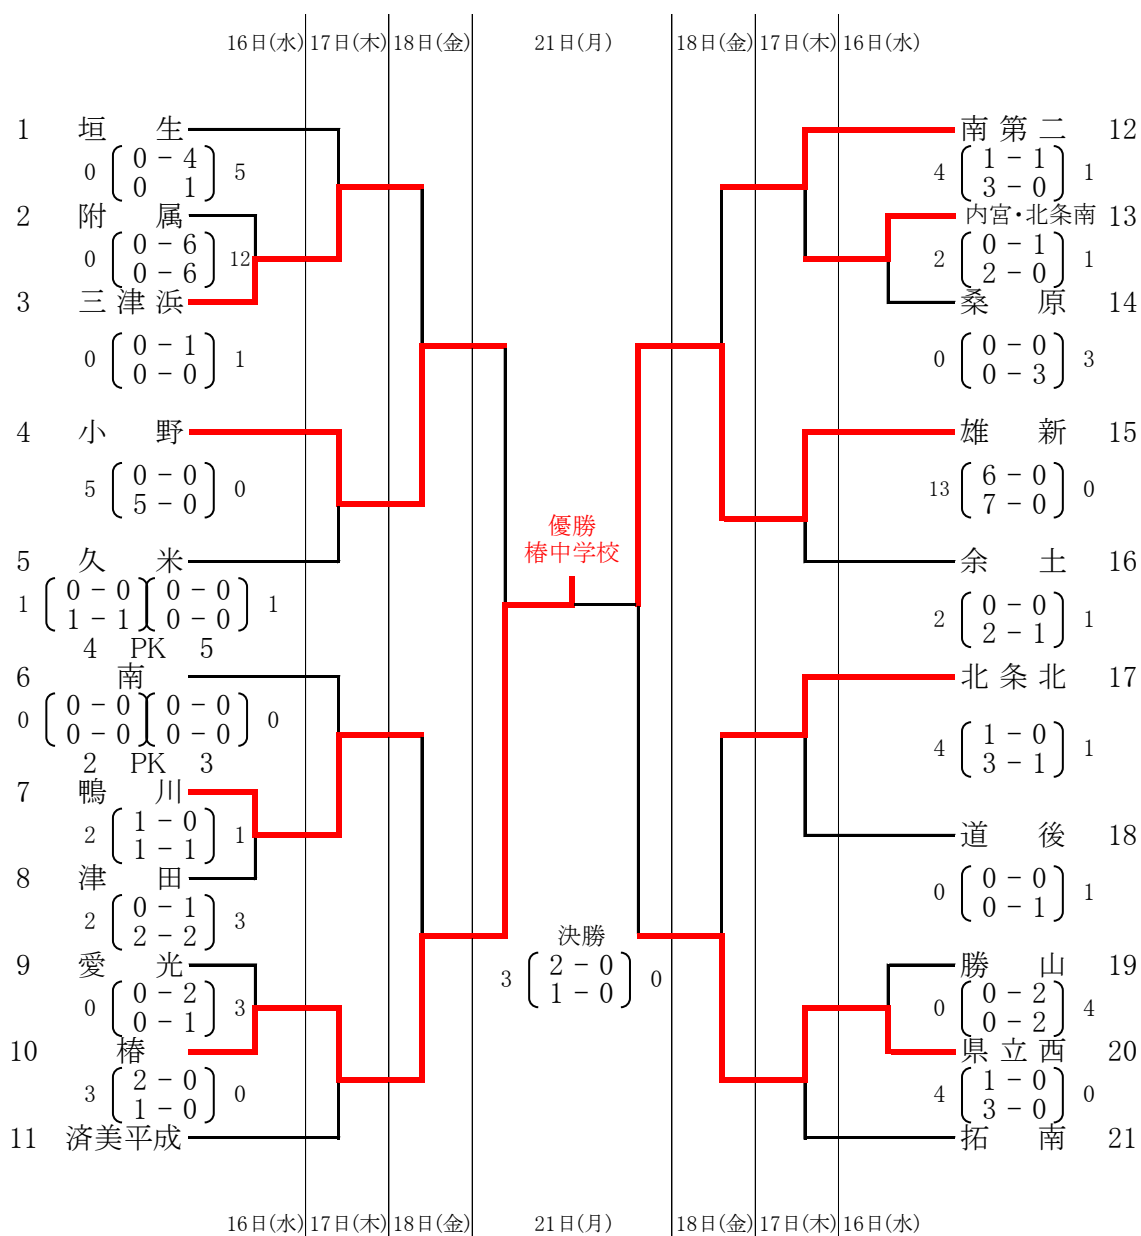 16日(水) 17日(木) 18日(金) 21日(月) 18日(金) 17日(木) 16日(水)
1 垣 生
0 0 - 4 5
0 1
2 附 属
0 0 - 6 12
0 - 6
3 三津浜
0 0 - 1 1
0 - 0
4 小 野
5 0 - 0 0
5 - 0
5 久 米
1 0 - 0 0 - 0 1
1 - 1 0 - 0
4 PK 5
6 南
0 0 - 0 0 - 0 0
0 - 0 0 - 0
2 PK 3
7 鴨 川
2 1 - 0 1
1 - 1
8 津 田
2 0 - 1 3
2 - 2
9 愛 光
0 0 - 2 3
0 - 1
10 椿
3 2 - 0 0
1 - 0
11 済美平成
優勝
椿中学校
決勝
3 2 - 0 0
1 - 0
南第二 12
4 1 - 1 1
3 - 0
内宮・北条南 13
2 0 - 1 1
2 - 0
桑 原 14
0 0 - 0 3
0 - 3
雄 新 15
13 6 - 0 0
7 - 0
余 土 16
2 0 - 0 1
2 - 1
北条北 17
4 1 - 0 1
3 - 1
道 後 18
0 0 - 0 1
0 - 1
勝 山 19
0 0 - 2 4
0 - 2
県立西 20
4 1 - 0 0
3 - 0
拓 南 21
16日(水) 17日(木) 18日(金) 21日(月) 18日(金) 17日(木) 16日(水)